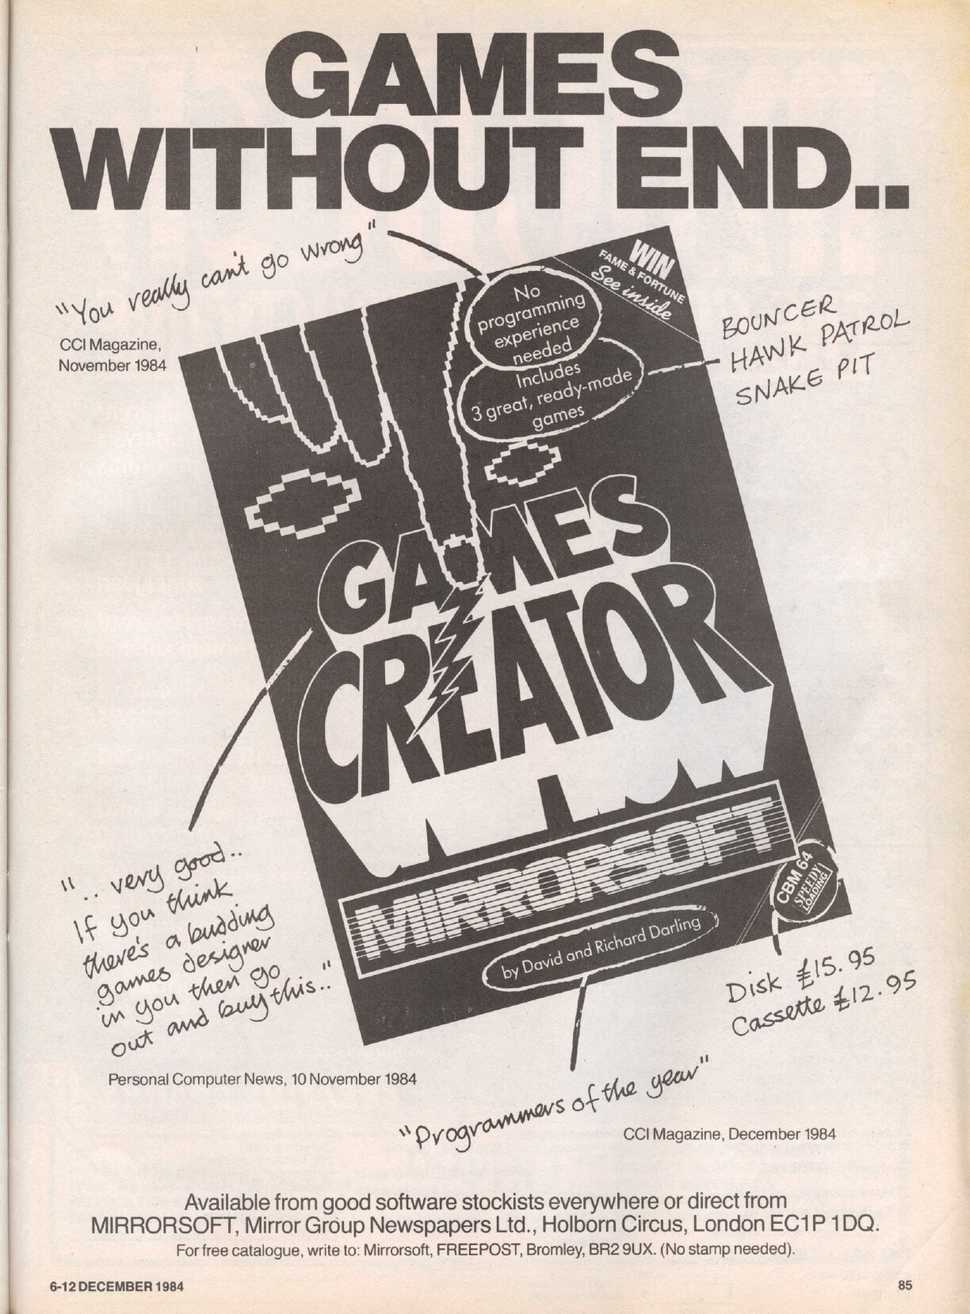 GAMES
WITHOUT END..
"You really can't go wrong"
CCI Magazine,
November 1984
WIN
FAME & FORTUNE
See inside
No
programming
experience
needed
Includes
3 great, ready-made
games
BOUNCER
HAWK PATROL
SNAKE PIT
GAMES
CREATOR
MIRRORSOFT
CBM 64
SPEEDY
LOADING
by David and Richard Darling
".. very good..
If you think
there's a budding
games designer
in you then go
out and buy this.."
Personal Computer News, 10 November 1984
Disk £15.95
Cassette £12.95
"Programmers of the year"
CCI Magazine, December 1984
Available from good software stockists everywhere or direct from
MIRRORSOFT, Mirror Group Newspapers Ltd., Holborn Circus, London EC1P 1DQ.
For free catalogue, write to: Mirrorsoft, FREEPOST, Bromley, BR2 9UX. (No stamp needed).
6-12 DECEMBER 1984
85